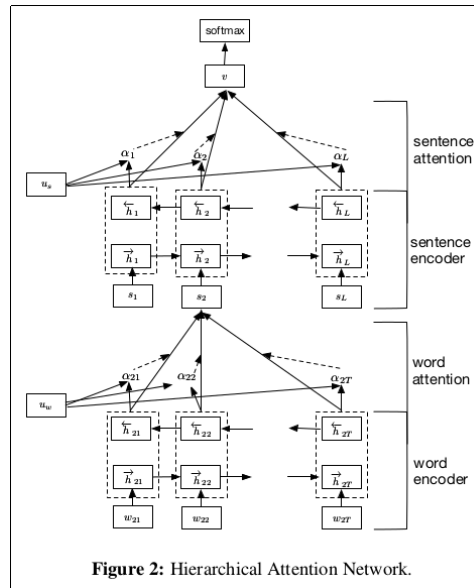 softmax
v
sentence attention
α1 α2 αL
us
←h1 ←h2 ←hL
sentence encoder
→h1 →h2 →hL
s1 s2 sL
word attention
α21 α22 α2T
uw
←h21 ←h22 ←h2T
word encoder
→h21 →h22 →h2T
w21 w22 w2T
Figure 2: Hierarchical Attention Network.